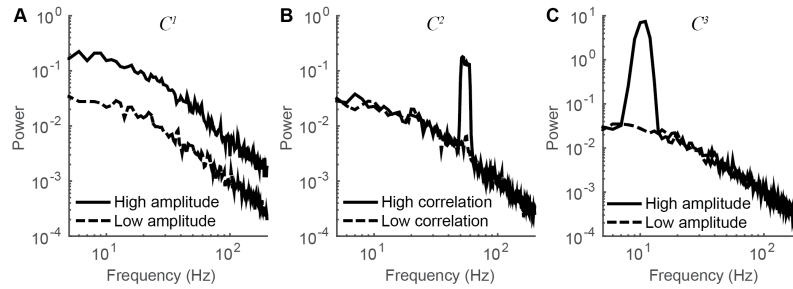 A
C¹
10⁰
10⁻¹
10⁻²
10⁻³
10⁻⁴
Power
High amplitude
Low amplitude
10¹
10²
Frequency (Hz)
B
C²
10⁰
10⁻¹
10⁻²
10⁻³
10⁻⁴
Power
High correlation
Low correlation
10¹
10²
Frequency (Hz)
C
C³
10¹
10⁰
10⁻¹
10⁻²
10⁻³
10⁻⁴
Power
High amplitude
Low amplitude
10¹
10²
Frequency (Hz)